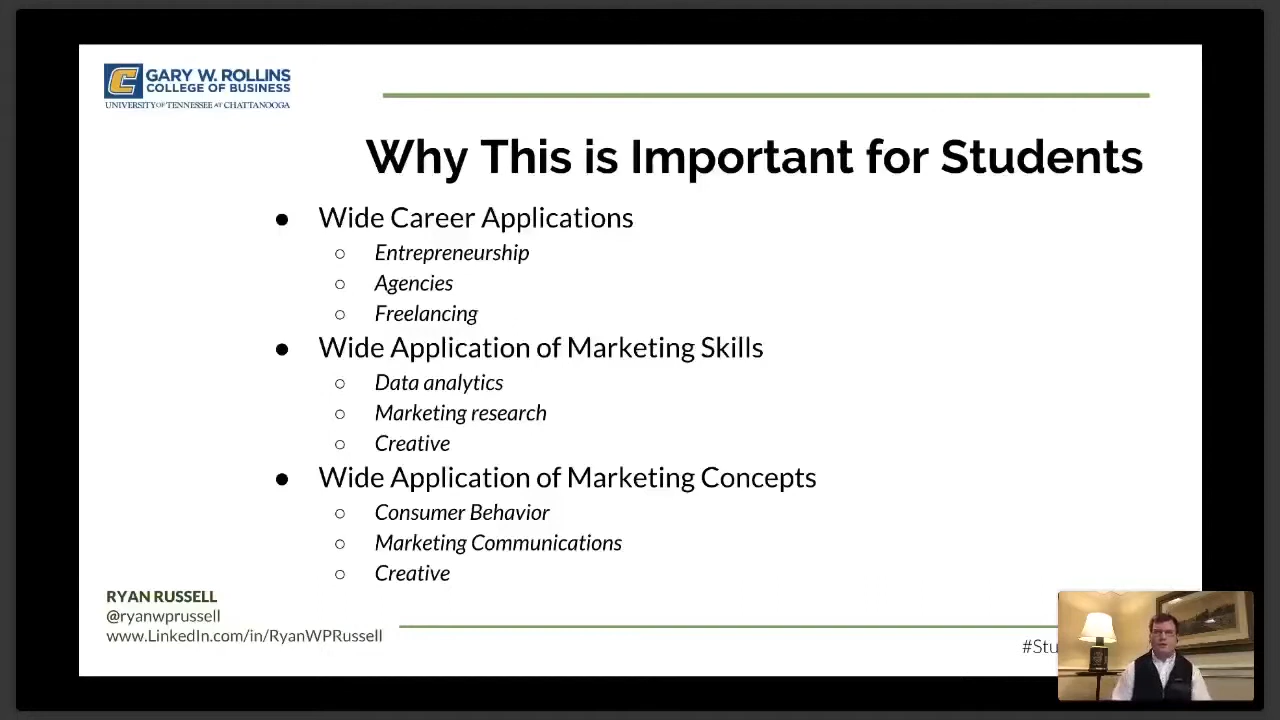 GARY W. ROLLINS
COLLEGE OF BUSINESS
UNIVERSITY OF TENNESSEE AT CHATTANOOGA
Why This is Important for Students
● Wide Career Applications
○ Entrepreneurship
○ Agencies
○ Freelancing
● Wide Application of Marketing Skills
○ Data analytics
○ Marketing research
○ Creative
● Wide Application of Marketing Concepts
○ Consumer Behavior
○ Marketing Communications
○ Creative
RYAN RUSSELL
@ryanwprussell
www.LinkedIn.com/in/RyanWPRussell
#Stu